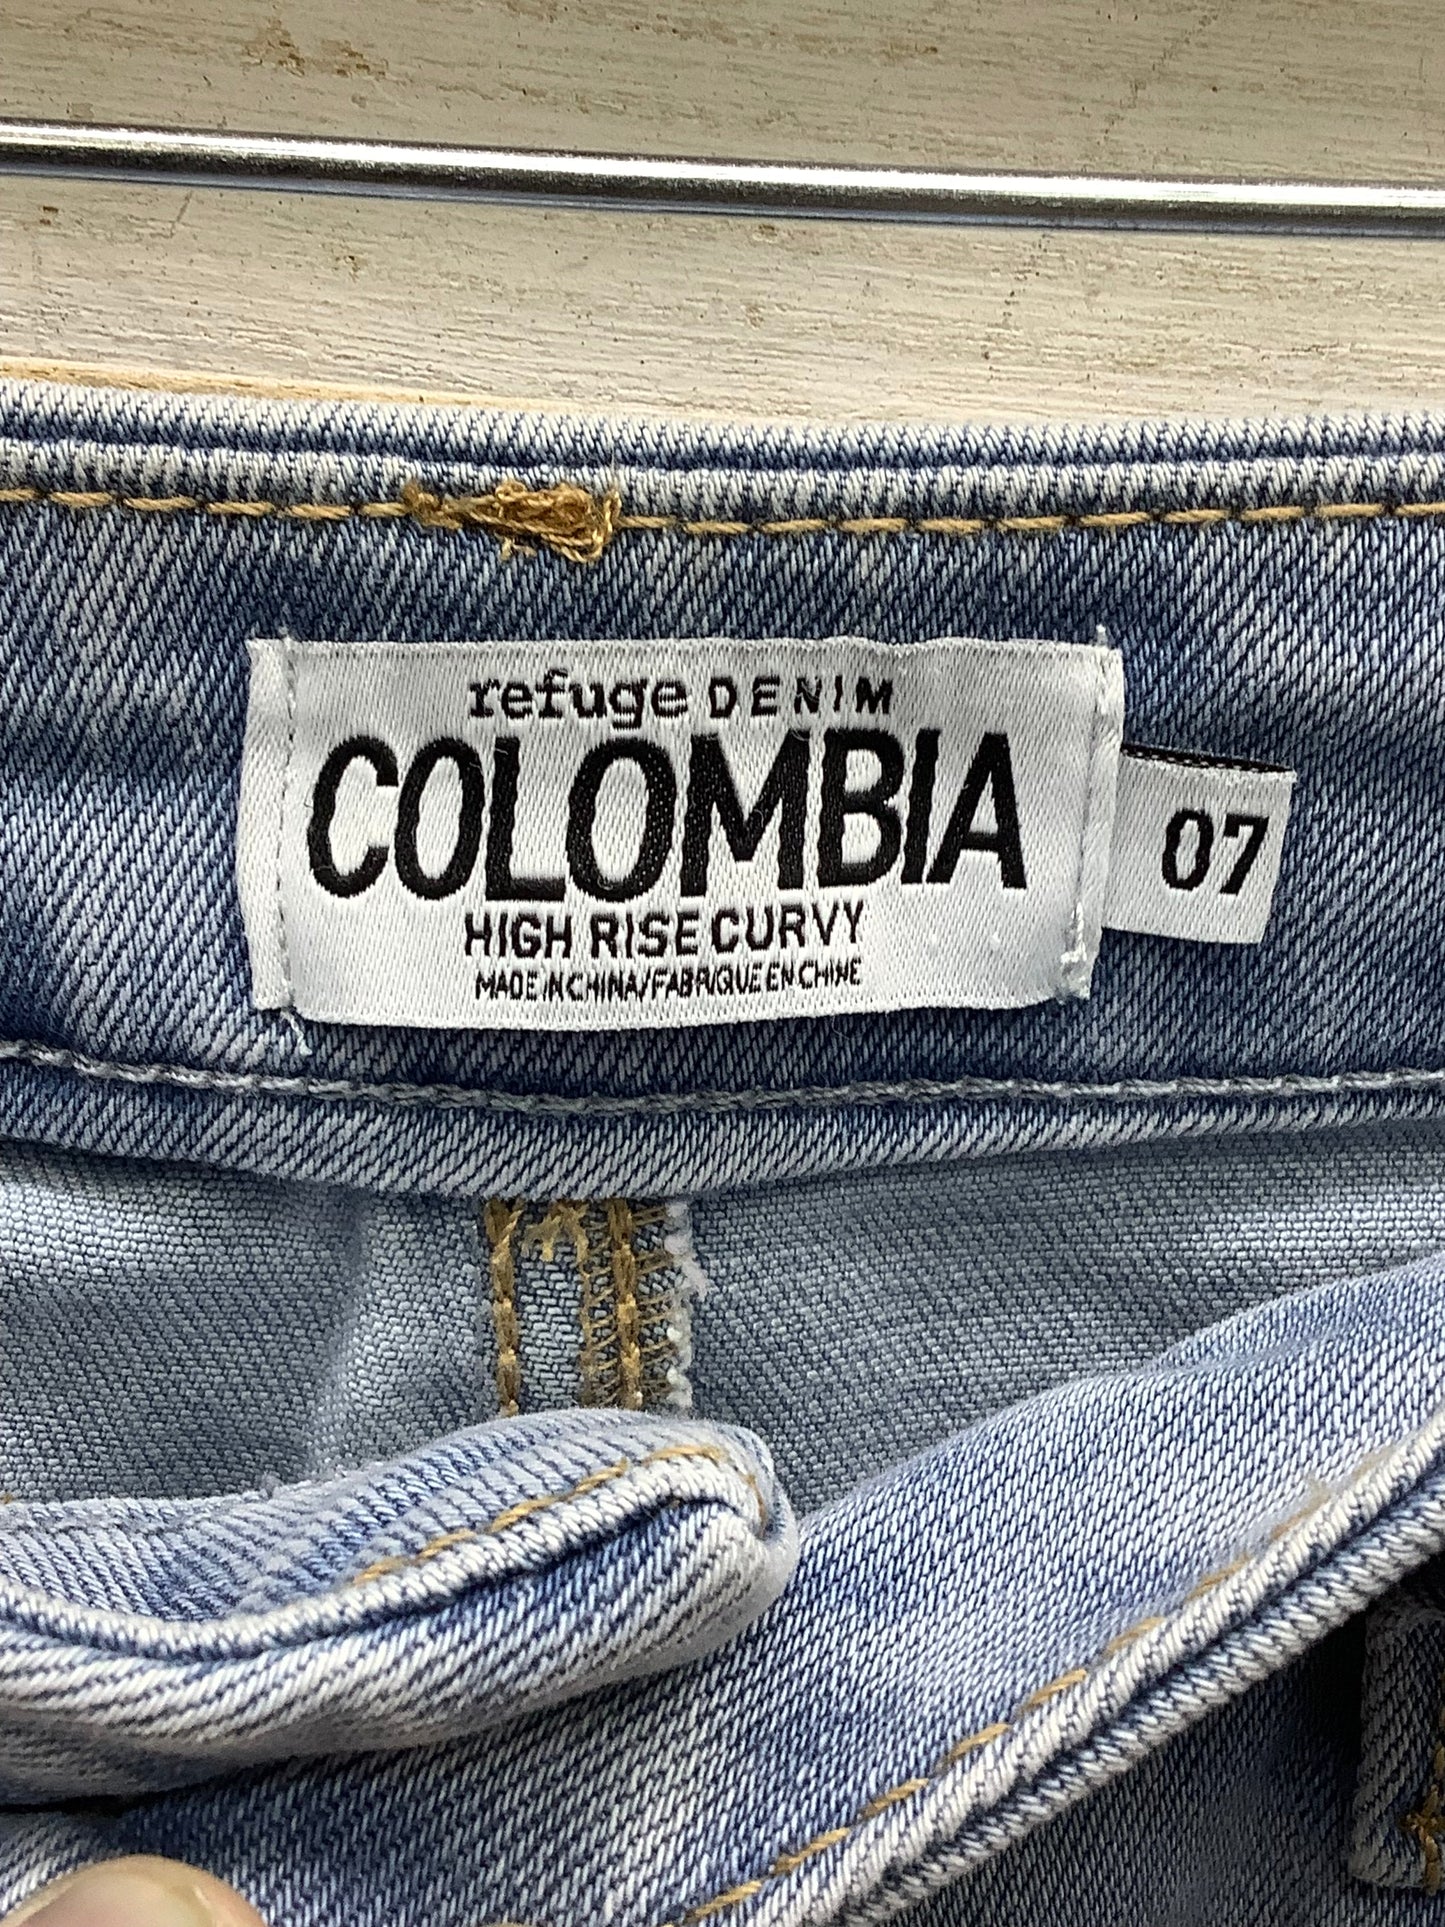 refuge DENIM
COLOMBIA
07
HIGH RISE CURVY
MADE IN CHINA/FABRIQUE EN CHINE